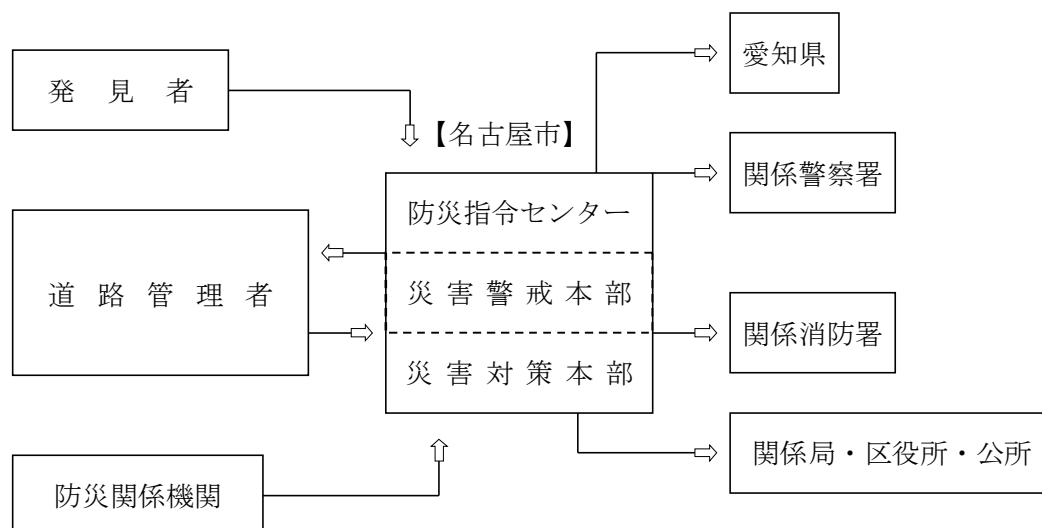 発見者
【名古屋市】
防災指令センター
災害警戒本部
災害対策本部
道路管理者
防災関係機関
愛知県
関係警察署
関係消防署
関係局・区役所・公所